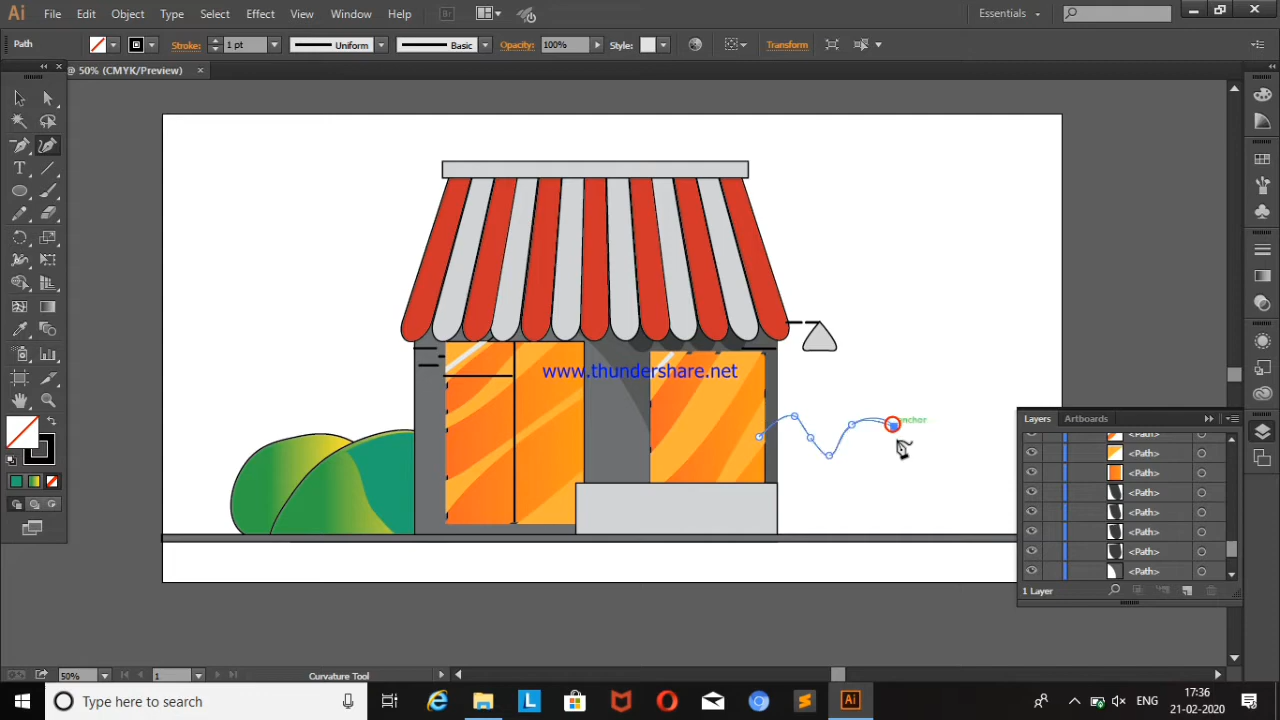 Ai File Edit Object Type Select Effect View Window Help Br Essentials
Path Stroke: 1 pt Uniform Basic Opacity: 100% Style: Transform
@ 50% (CMYK/Preview)
www.thundershare.net
anchor
Layers Artboards
<Path>
<Path>
<Path>
<Path>
<Path>
<Path>
<Path>
<Path>
1 Layer
50% 1 Curvature Tool
Type here to search
ENG
17:36
21-02-2020